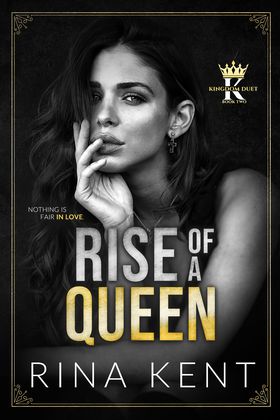 K
KINGDOM DUET
BOOK TWO
NOTHING IS
FAIR IN LOVE.
RISE OF
A
QUEEN
RINA KENT